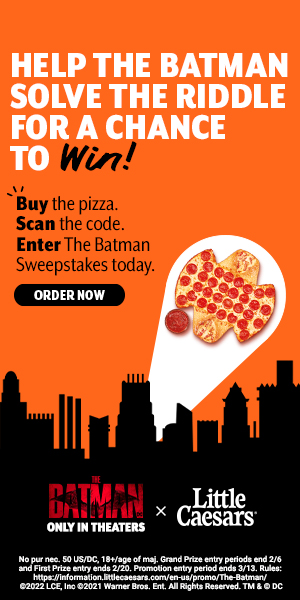 HELP THE BATMAN
SOLVE THE RIDDLE
FOR A CHANCE
TO Win!
Buy the pizza.
Scan the code.
Enter The Batman
Sweepstakes today.
ORDER NOW
THE
BATMAN
ONLY IN THEATERS
×
Little
Caesars®
No pur nec. 50 US/DC, 18+/age of maj. Grand Prize entry periods end 2/6
and First Prize entry ends 2/20. Promotion entry period ends 3/13. Rules:
https://information.littlecaesars.com/en-us/promo/The-Batman/
©2022 LCE, Inc ©2021 Warner Bros. Ent. All Rights Reserved. TM & © DC